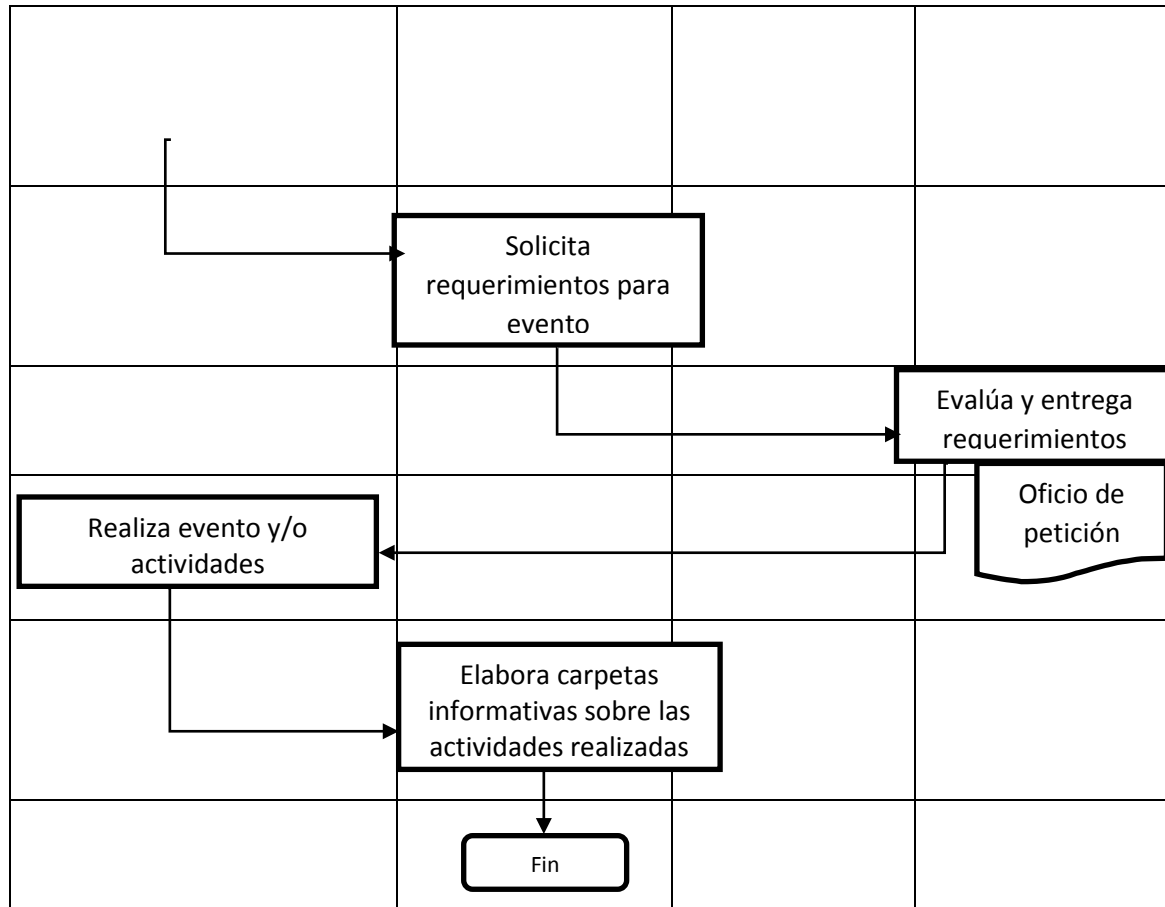 Solicita
requerimientos para
evento
Evalúa y entrega
requerimientos
Oficio de
petición
Realiza evento y/o
actividades
Elabora carpetas
informativas sobre las
actividades realizadas
Fin